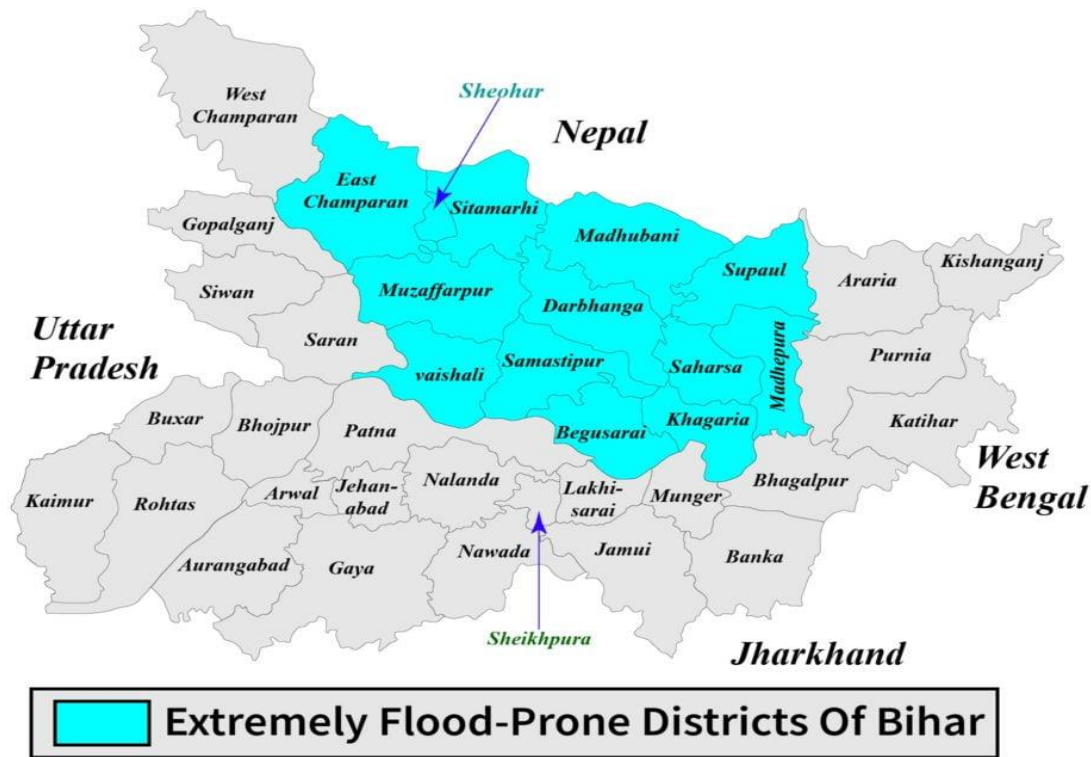 West
Champaran
Sheohar
Nepal
East
Champaran
Sitamarhi
Gopalganj
Madhubani
Supaul
Araria
Kishanganj
Siwan
Muzaffarpur
Darbhanga
Uttar
Pradesh
Saran
Madhepura
Purnia
vaishali
Samastipur
Saharsa
Buxar
Bhojpur
Patna
Begusarai
Khagaria
Katihar
West
Bengal
Kaimur
Rohtas
Arwal
Jehan-
abad
Nalanda
Lakhi-
sarai
Munger
Bhagalpur
Aurangabad
Gaya
Nawada
Jamui
Banka
Sheikhpura
Jharkhand
Extremely Flood-Prone Districts Of Bihar